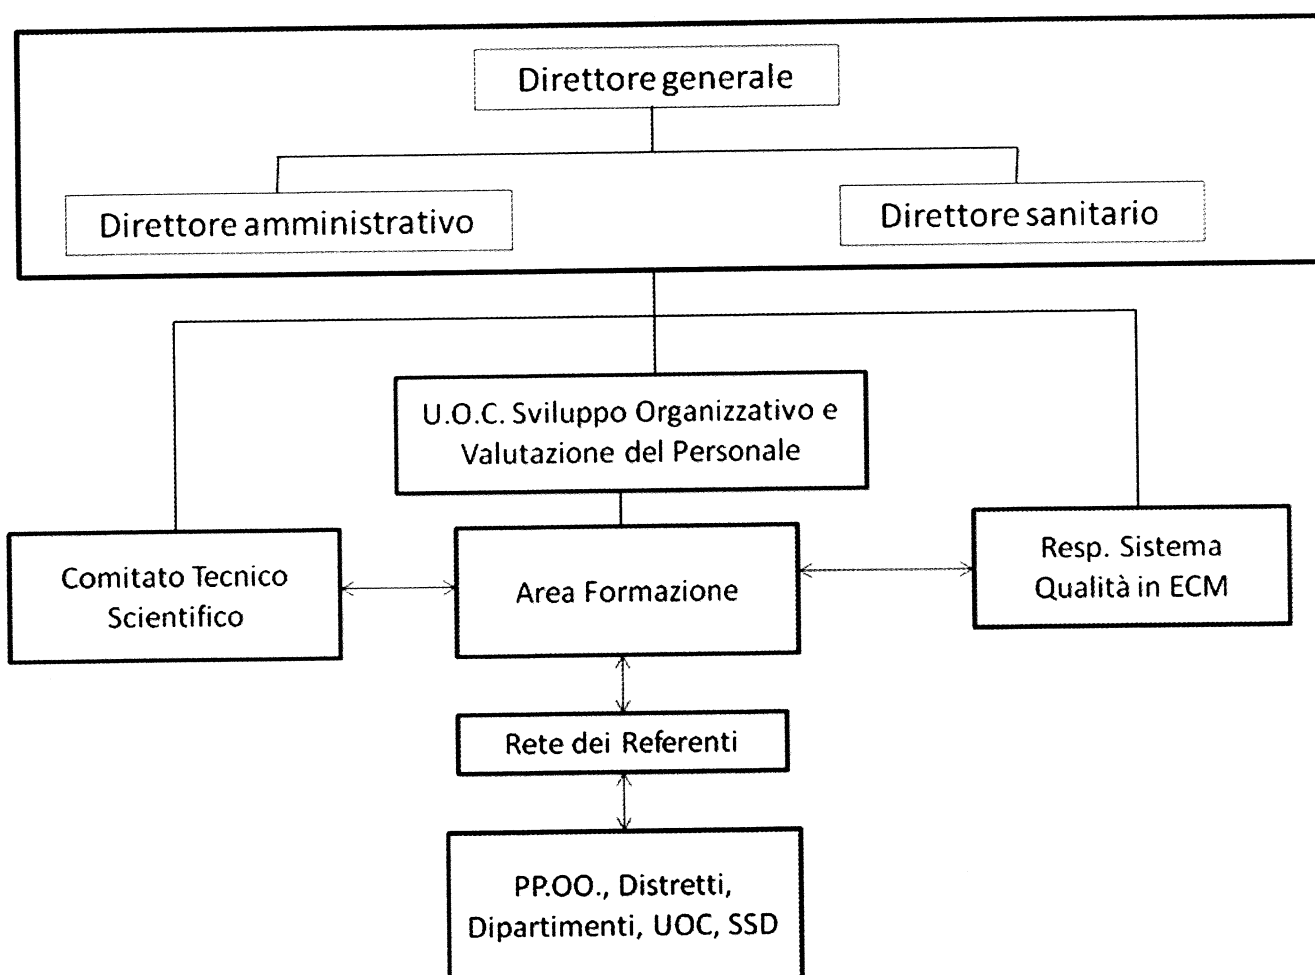 Direttore generale
Direttore amministrativo
Direttore sanitario
U.O.C. Sviluppo Organizzativo e
Valutazione del Personale
Comitato Tecnico
Scientifico
Area Formazione
Resp. Sistema
Qualità in ECM
Rete dei Referenti
PP.OO., Distretti,
Dipartimenti, UOC, SSD